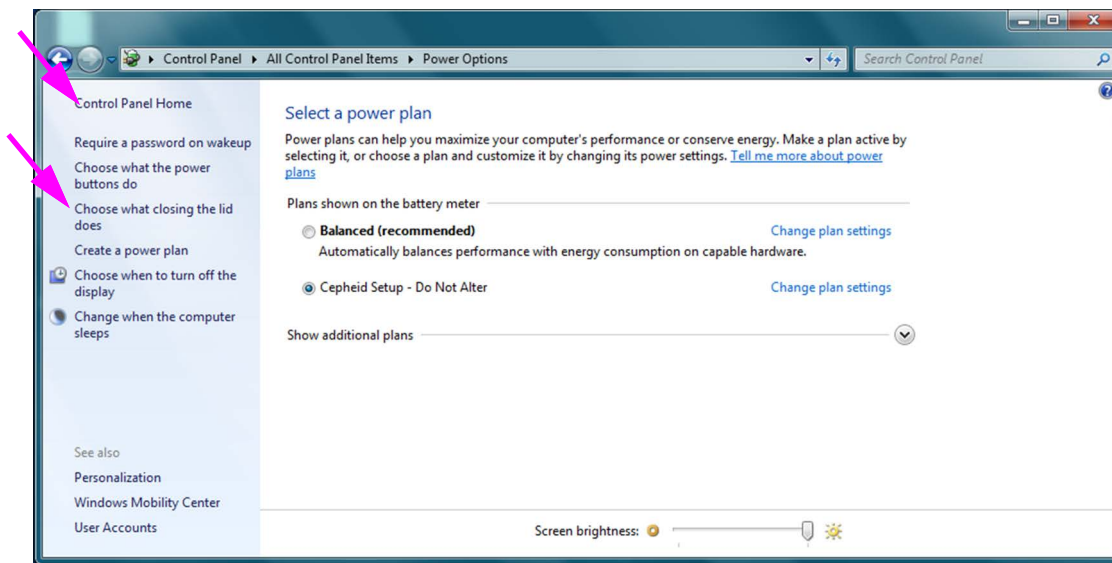 Control Panel ▸ All Control Panel Items ▸ Power Options
Search Control Panel
Control Panel Home
Require a password on wakeup
Choose what the power
buttons do
Choose what closing the lid
does
Create a power plan
Choose when to turn off the
display
Change when the computer
sleeps
See also
Personalization
Windows Mobility Center
User Accounts
Select a power plan
Power plans can help you maximize your computer's performance or conserve energy. Make a plan active by
selecting it, or choose a plan and customize it by changing its power settings. Tell me more about power
plans
Plans shown on the battery meter
Balanced (recommended) Change plan settings
Automatically balances performance with energy consumption on capable hardware.
Cepheid Setup - Do Not Alter Change plan settings
Show additional plans
Screen brightness: